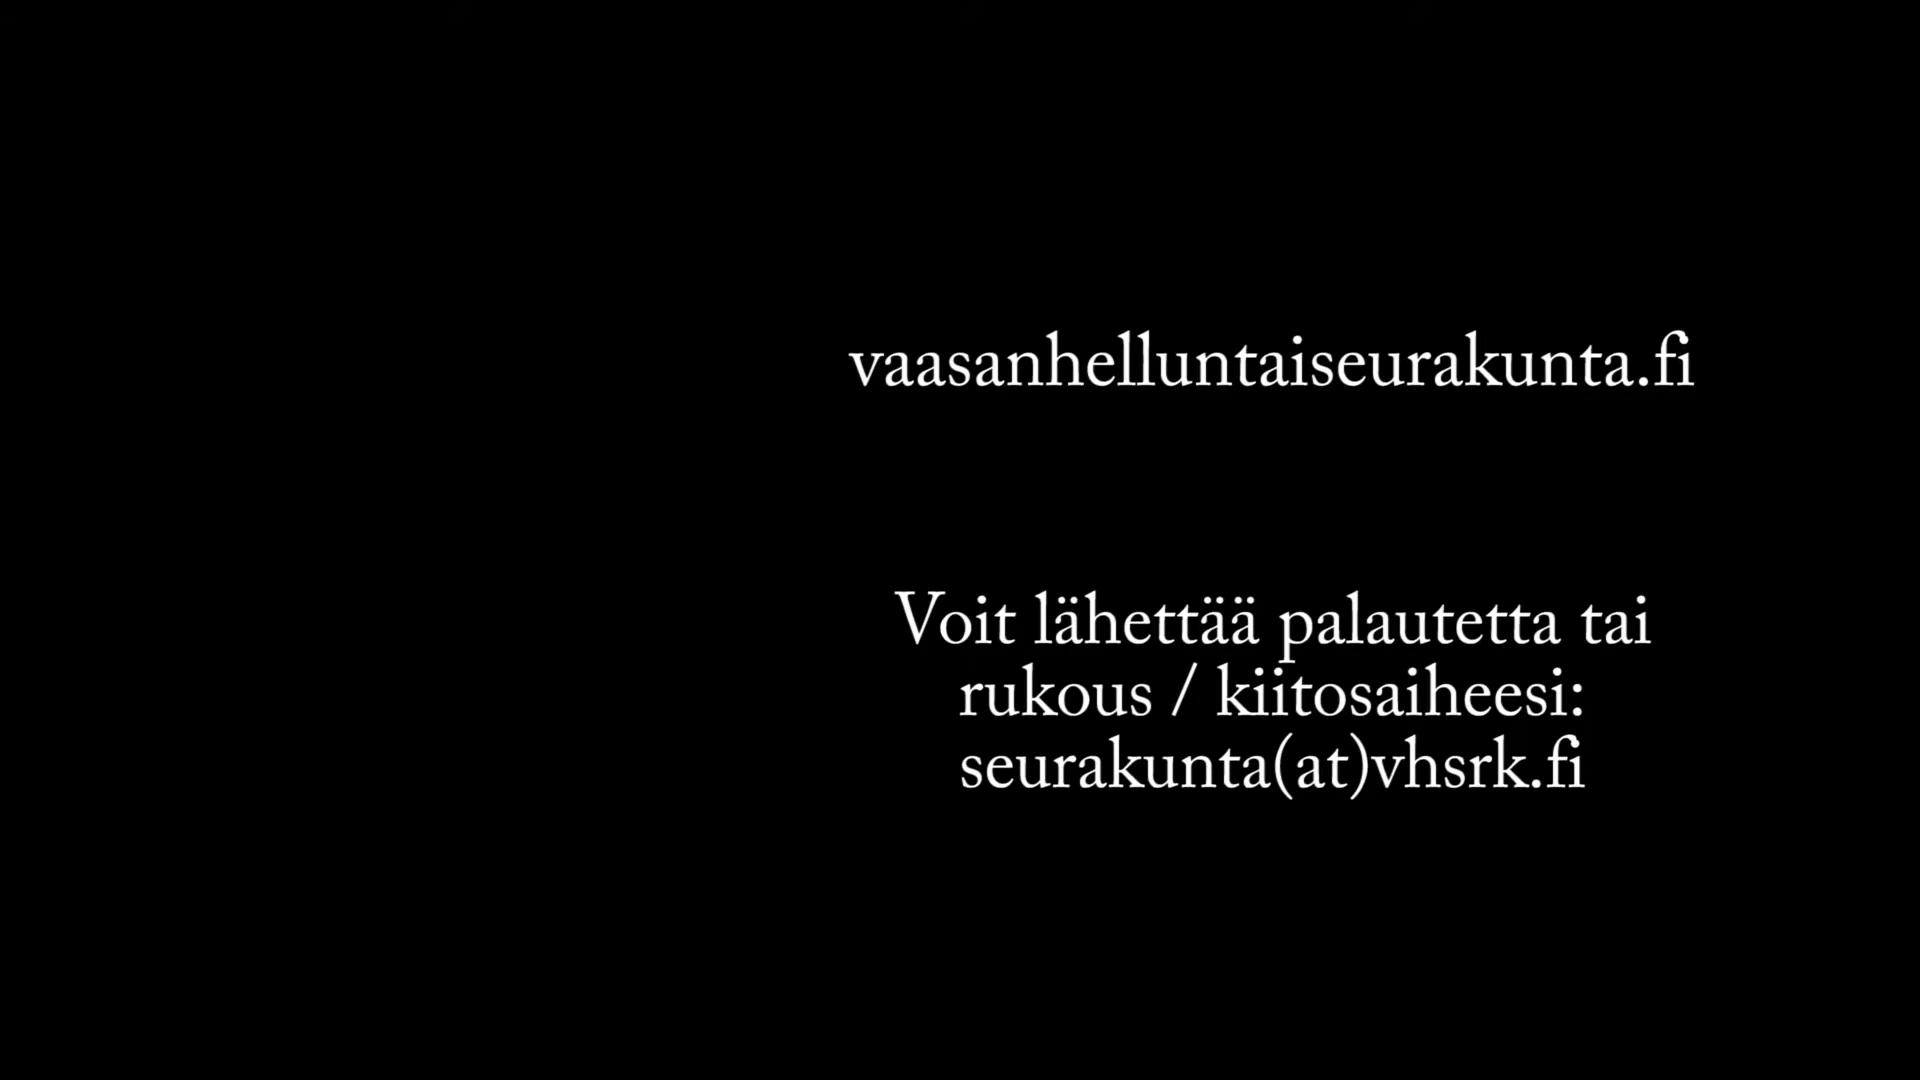 vaasanhelluntaiseurakunta.fi
Voit lähettää palautetta tai
rukous / kiitosaiheesi:
seurakunta(at)vhsrk.fi